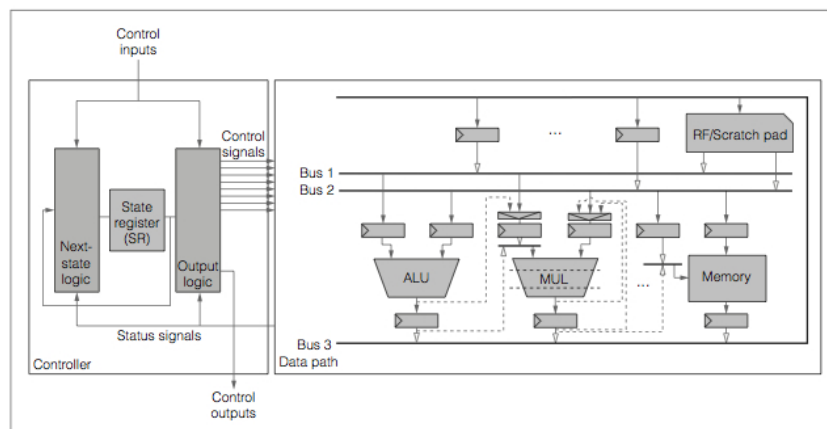 Control
inputs
Control
signals
Next-
state
logic
State
register
(SR)
Output
logic
Status signals
Controller
Control
outputs
...
RF/Scratch pad
Bus 1
Bus 2
ALU
MUL
...
Memory
Bus 3
Data path